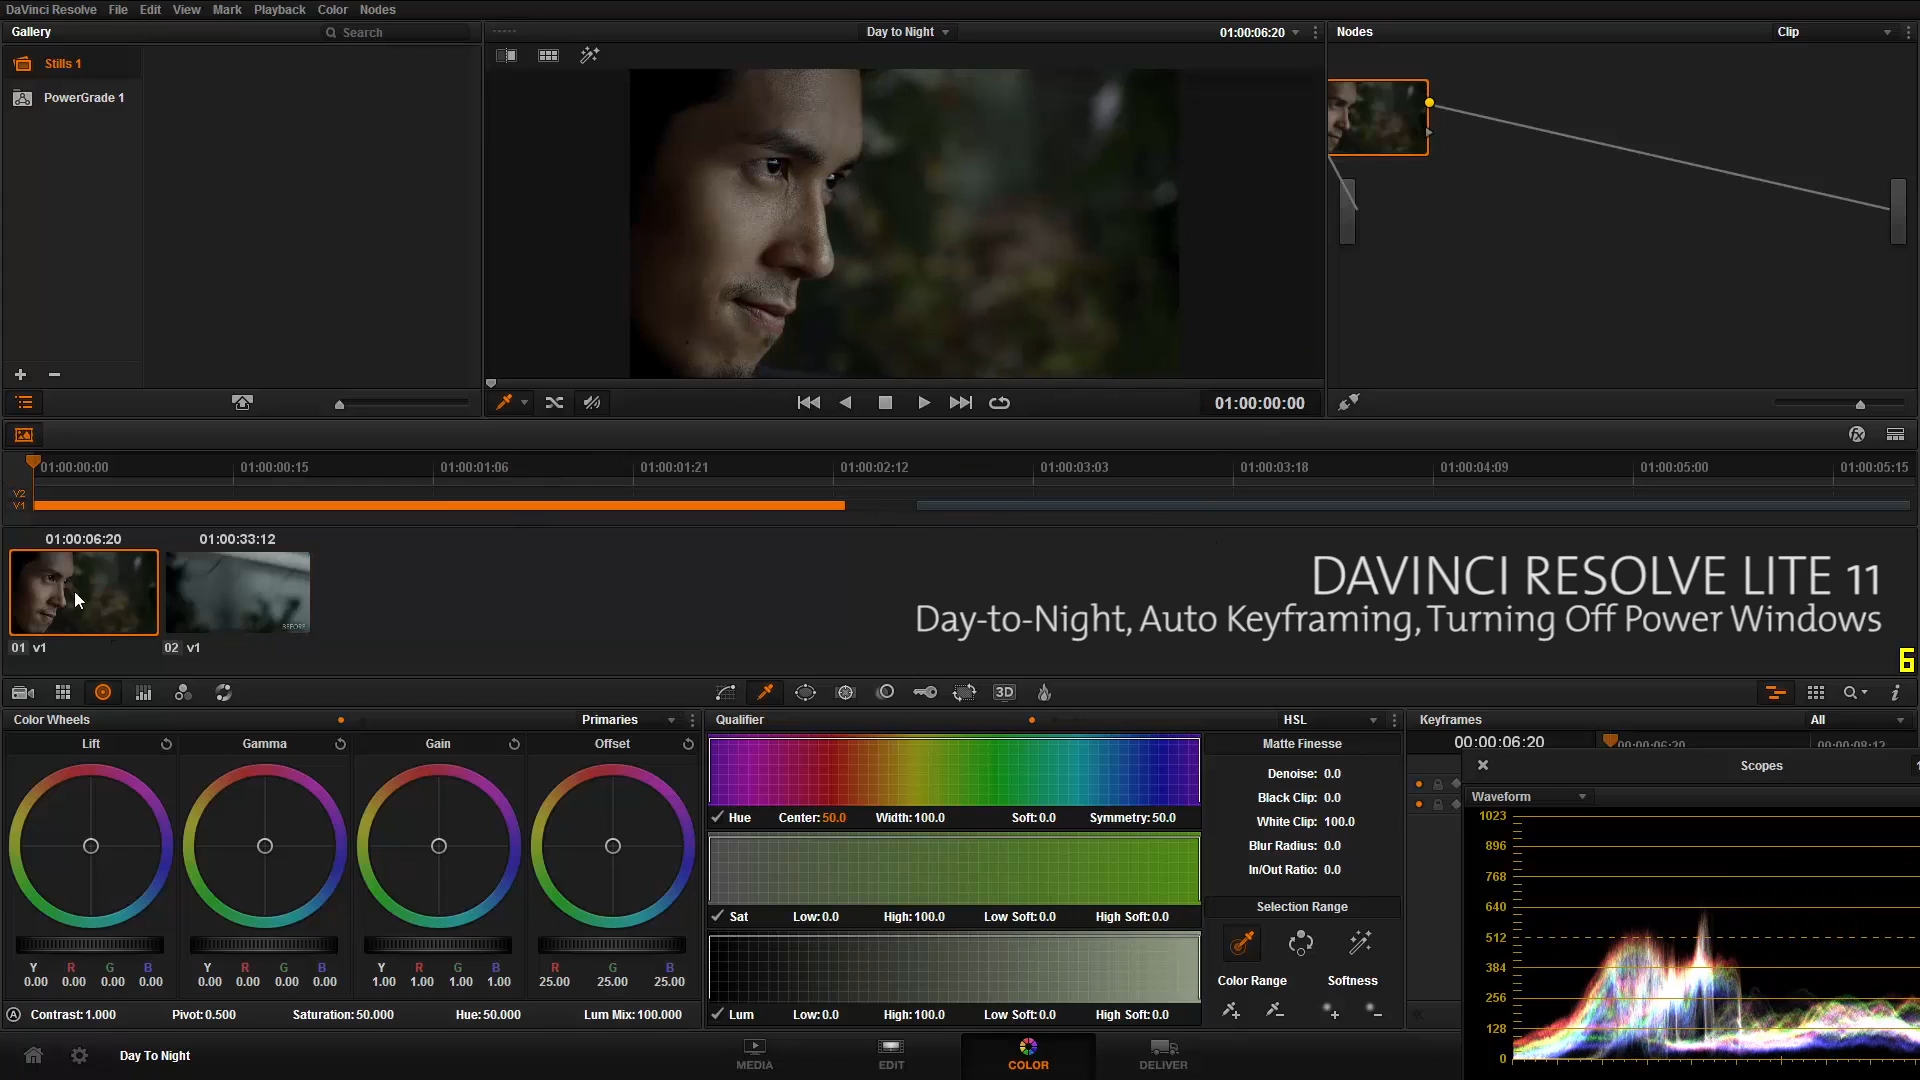 DaVinci Resolve File Edit View Mark Playback Color Nodes
Gallery Search Day to Night 01:00:06:20 Nodes Clip
Stills 1
PowerGrade 1
01:00:00:00
01:00:00:00 01:00:00:15 01:00:01:06 01:00:01:21 01:00:02:12 01:00:03:03 01:00:03:18 01:00:04:09 01:00:05:00 01:00:05:15
V2
V1
01:00:06:20 01:00:33:12
BEFORE
01 v1 02 v1
DAVINCI RESOLVE LITE 11
Day-to-Night, Auto Keyframing, Turning Off Power Windows
6
3D
Color Wheels Primaries Qualifier HSL Keyframes All
Lift Gamma Gain Offset Matte Finesse 00:00:06:20 00:00:06:20 00:00:08:12
Scopes
Denoise: 0.0
Black Clip: 0.0
White Clip: 100.0
Blur Radius: 0.0
In/Out Ratio: 0.0
Waveform
1023
896
768
640
512
384
256
128
0
Hue Center: 50.0 Width: 100.0 Soft: 0.0 Symmetry: 50.0
Sat Low: 0.0 High: 100.0 Low Soft: 0.0 High Soft: 0.0
Selection Range
Color Range Softness
Y R G B Y R G B Y R G B R G B
0.00 0.00 0.00 0.00 0.00 0.00 0.00 0.00 1.00 1.00 1.00 1.00 25.00 25.00 25.00
A Contrast: 1.000 Pivot: 0.500 Saturation: 50.000 Hue: 50.000 Lum Mix: 100.000
Lum Low: 0.0 High: 100.0 Low Soft: 0.0 High Soft: 0.0
Day To Night MEDIA EDIT COLOR DELIVER